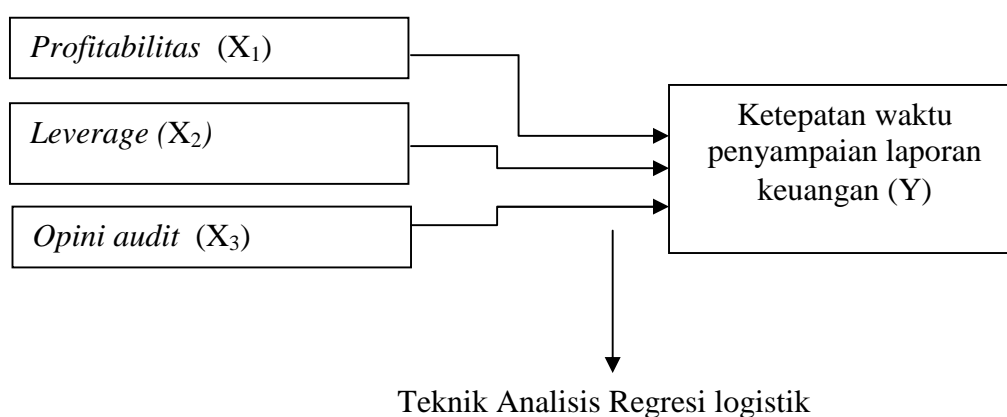 Profitabilitas (X₁)
Leverage (X₂)
Opini audit (X₃)
Ketepatan waktu
penyampaian laporan
keuangan (Y)
Teknik Analisis Regresi logistik